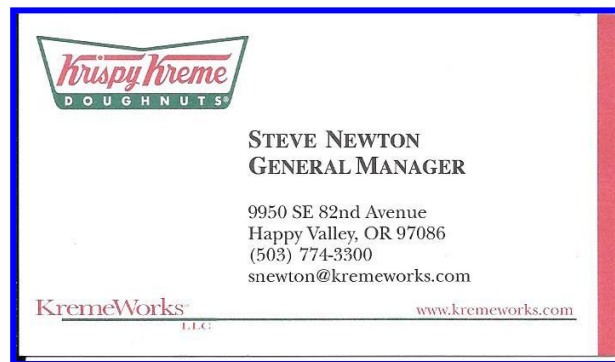 Krispy Kreme
DOUGHNUTS®
STEVE NEWTON
GENERAL MANAGER
9950 SE 82nd Avenue
Happy Valley, OR 97086
(503) 774-3300
snewton@kremeworks.com
KremeWorks
LLC
www.kremeworks.com